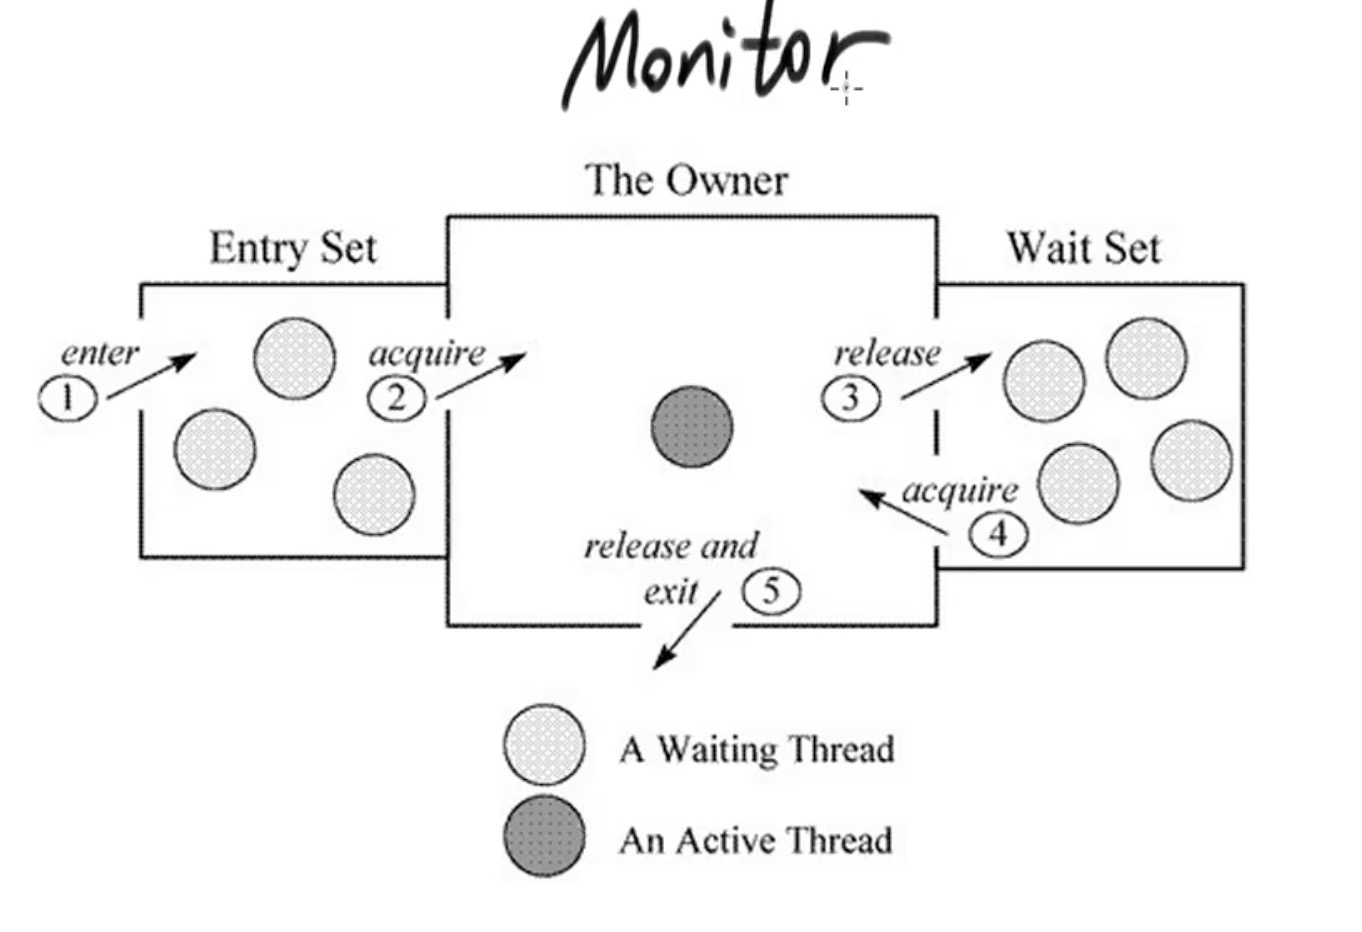 Monitor
The Owner
Entry Set
Wait Set
enter
1
acquire
2
release
3
acquire
4
release and
exit
5
A Waiting Thread
An Active Thread